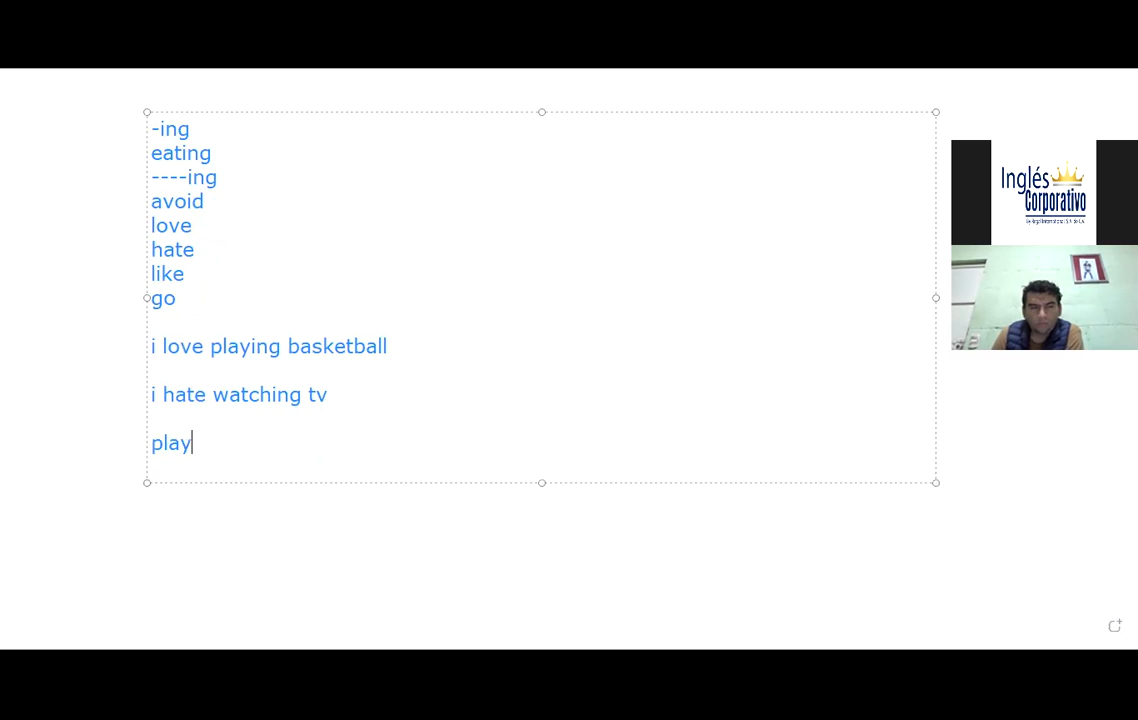 -ing
eating
----ing
avoid
love
hate
like
go
i love playing basketball
i hate watching tv
play
Inglés
Corporativo